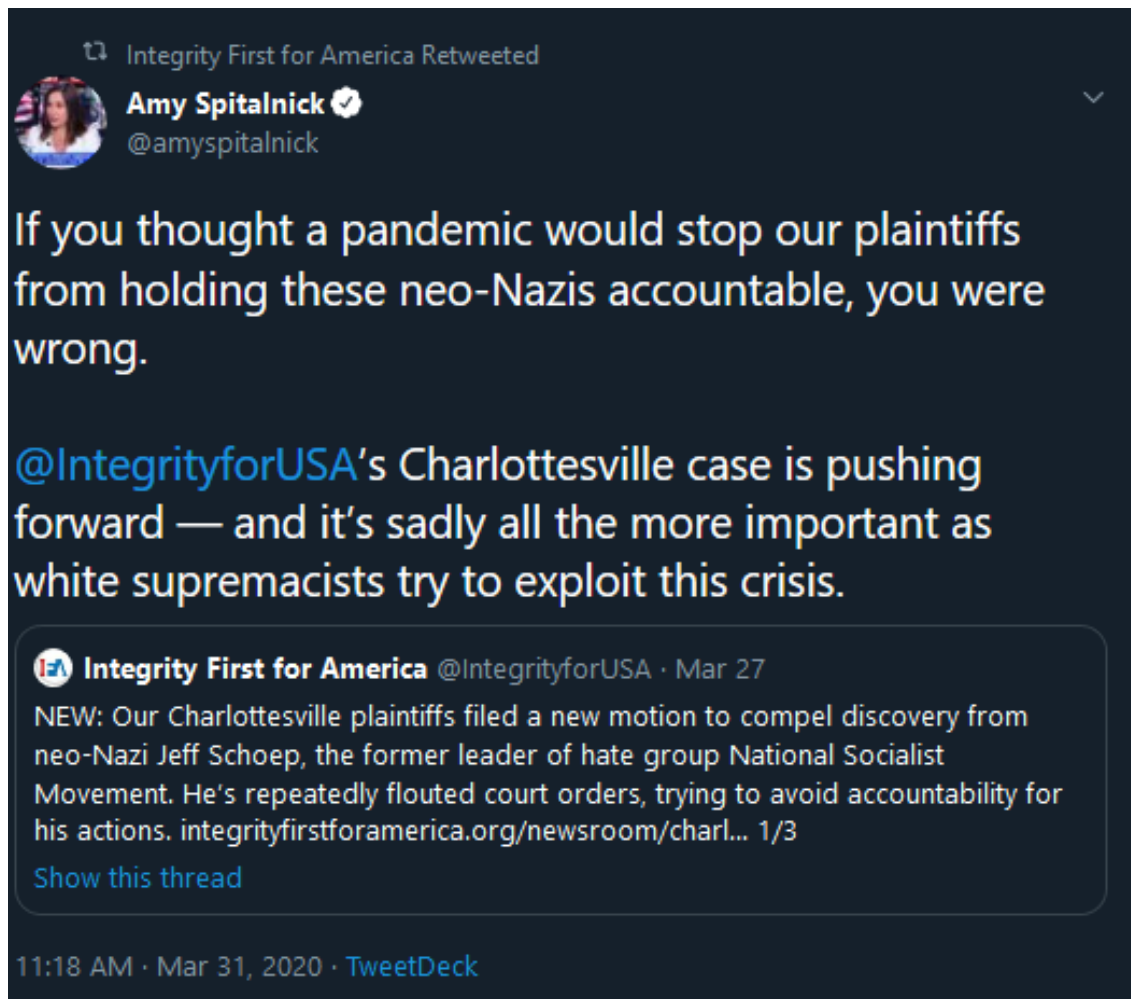 Integrity First for America Retweeted
Amy Spitalnick
@amyspitalnick
If you thought a pandemic would stop our plaintiffs
from holding these neo-Nazis accountable, you were
wrong.
@IntegrityforUSA's Charlottesville case is pushing
forward — and it's sadly all the more important as
white supremacists try to exploit this crisis.
IFA Integrity First for America @IntegrityforUSA · Mar 27
NEW: Our Charlottesville plaintiffs filed a new motion to compel discovery from
neo-Nazi Jeff Schoep, the former leader of hate group National Socialist
Movement. He's repeatedly flouted court orders, trying to avoid accountability for
his actions. integrityfirstforamerica.org/newsroom/charl... 1/3
Show this thread
11:18 AM · Mar 31, 2020 · TweetDeck